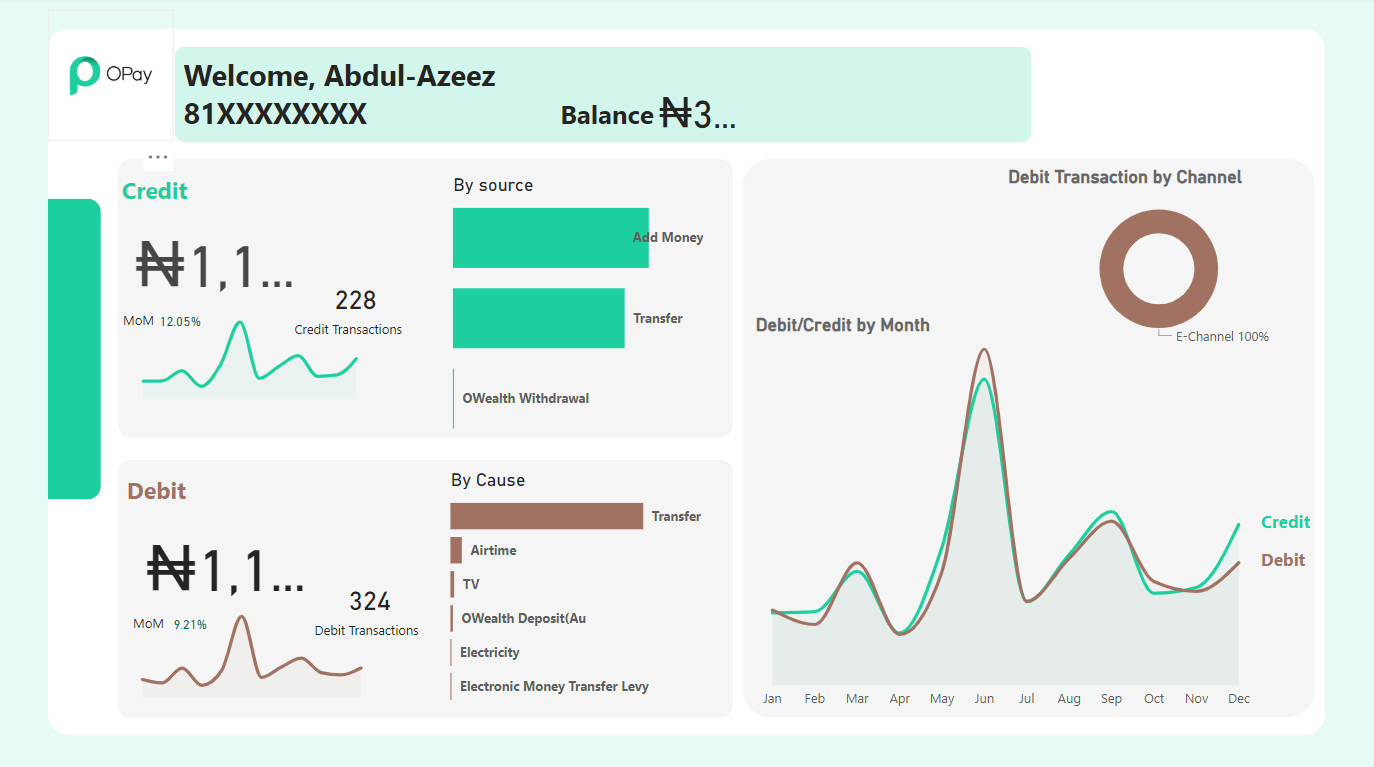 OPay
Welcome, Abdul-Azeez
81XXXXXXXX
Balance ₦3...
...
Credit
₦1,1...
MoM 12.05%
228
Credit Transactions
By source
Add Money
Transfer
OWealth Withdrawal
Debit
₦1,1...
MoM 9.21%
324
Debit Transactions
By Cause
Transfer
Airtime
TV
OWealth Deposit(Au
Electricity
Electronic Money Transfer Levy
Debit Transaction by Channel
E-Channel 100%
Debit/Credit by Month
Credit
Debit
Jan Feb Mar Apr May Jun Jul Aug Sep Oct Nov Dec